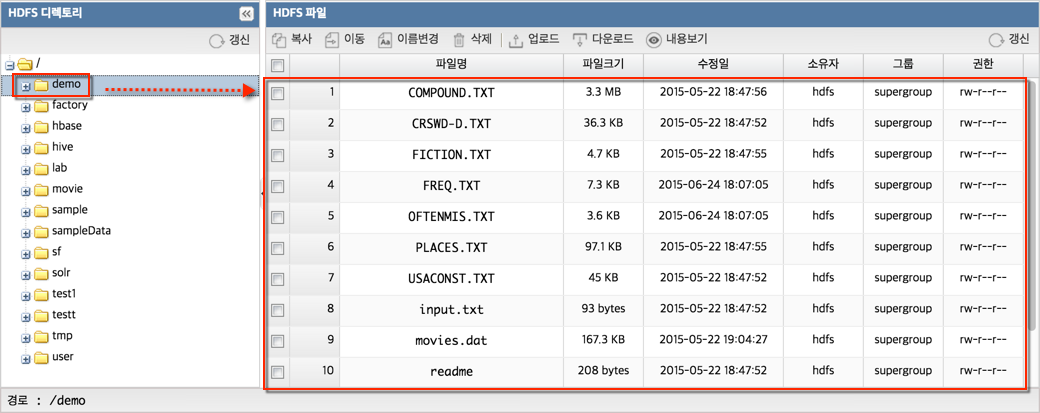 HDFS 디렉토리
갱신
/
demo
factory
hbase
hive
lab
movie
sample
sampleData
sf
solr
test1
testt
tmp
user
HDFS 파일
복사 이동 이름변경 삭제 업로드 다운로드 내용보기 갱신
파일명 파일크기 수정일 소유자 그룹 권한
1 COMPOUND.TXT 3.3 MB 2015-05-22 18:47:56 hdfs supergroup rw-r--r--
2 CRSWD-D.TXT 36.3 KB 2015-05-22 18:47:52 hdfs supergroup rw-r--r--
3 FICTION.TXT 4.7 KB 2015-05-22 18:47:55 hdfs supergroup rw-r--r--
4 FREQ.TXT 7.3 KB 2015-06-24 18:07:05 hdfs supergroup rw-r--r--
5 OFTENMIS.TXT 3.6 KB 2015-06-24 18:07:05 hdfs supergroup rw-r--r--
6 PLACES.TXT 97.1 KB 2015-05-22 18:47:55 hdfs supergroup rw-r--r--
7 USACONST.TXT 45 KB 2015-05-22 18:47:52 hdfs supergroup rw-r--r--
8 input.txt 93 bytes 2015-05-22 18:47:52 hdfs supergroup rw-r--r--
9 movies.dat 167.3 KB 2015-05-22 19:04:27 hdfs supergroup rw-r--r--
10 readme 208 bytes 2015-05-22 18:47:52 hdfs supergroup rw-r--r--
경로 : /demo